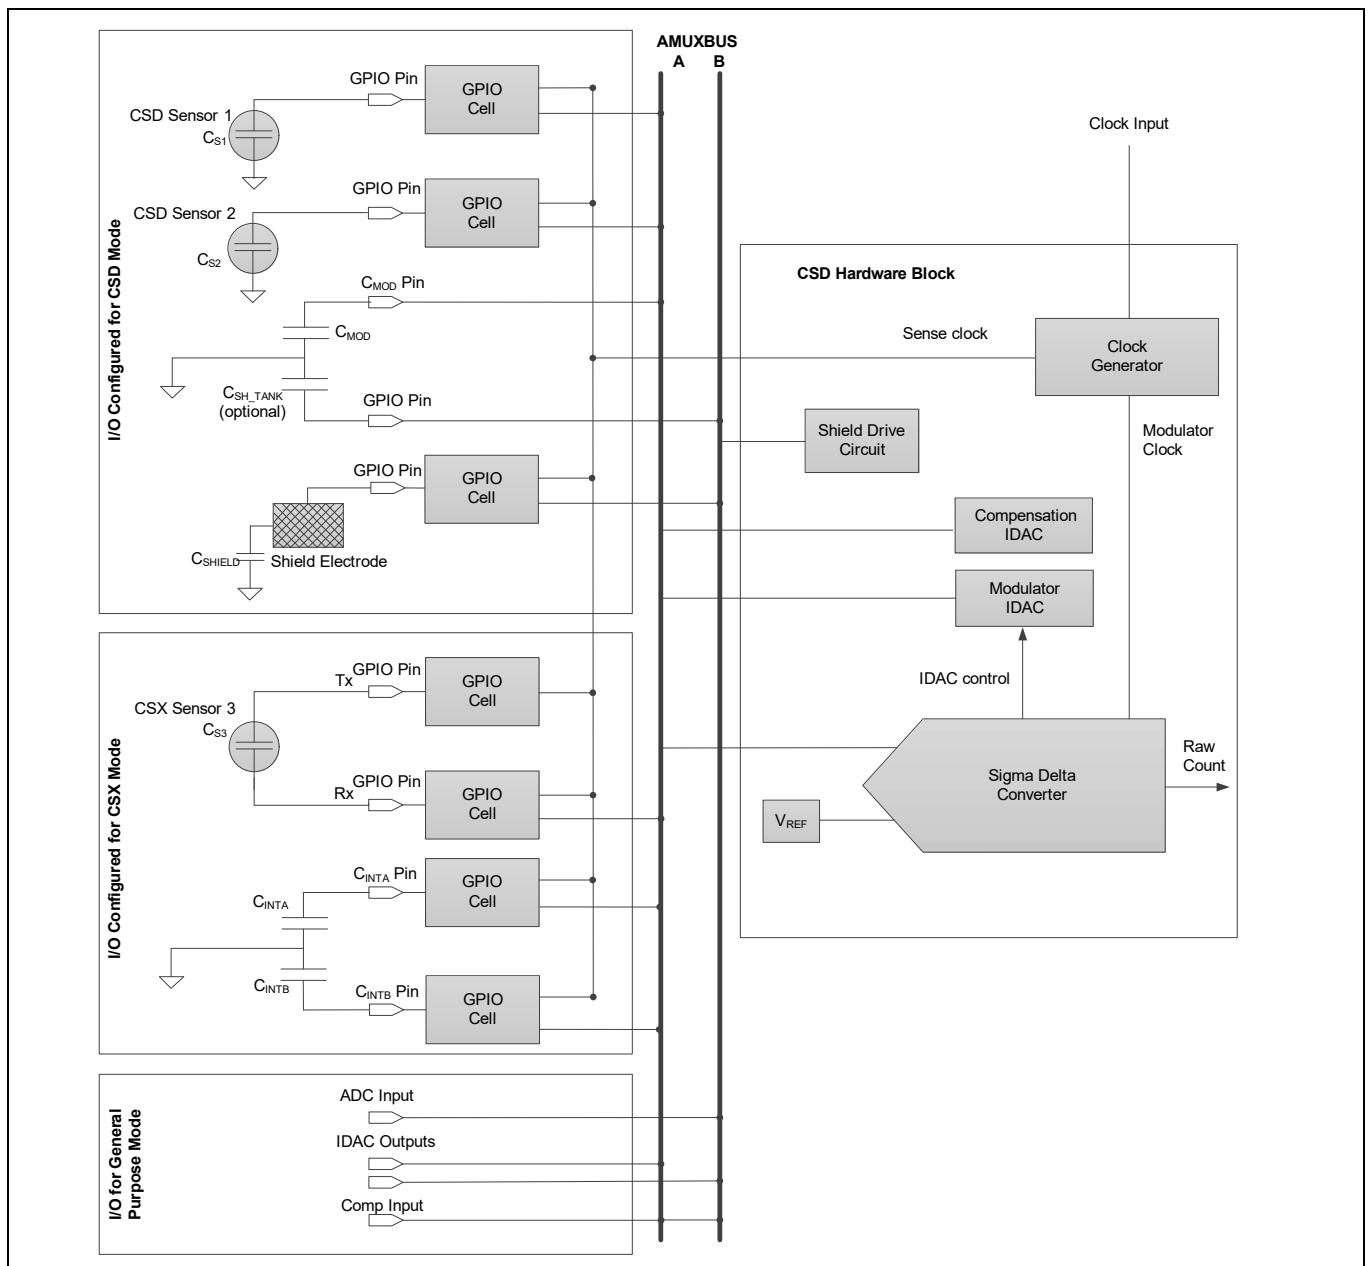 AMUXBUS
A B
I/O Configured for CSD Mode
GPIO Pin
GPIO
Cell
CSD Sensor 1
CS1
GPIO Pin
GPIO
Cell
CSD Sensor 2
CS2
CMOD Pin
CMOD
CSH_TANK
(optional)
GPIO Pin
GPIO Pin
GPIO
Cell
CSHIELD
Shield Electrode
I/O Configured for CSX Mode
GPIO Pin
Tx
GPIO
Cell
CSX Sensor 3
CS3
GPIO Pin
Rx
GPIO
Cell
CINTA Pin
GPIO
Cell
CINTA
CINTB
CINTB Pin
GPIO
Cell
I/O for General
Purpose Mode
ADC Input
IDAC Outputs
Comp Input
Clock Input
CSD Hardware Block
Sense clock
Clock
Generator
Shield Drive
Circuit
Modulator
Clock
Compensation
IDAC
Modulator
IDAC
IDAC control
Sigma Delta
Converter
Raw
Count
VREF